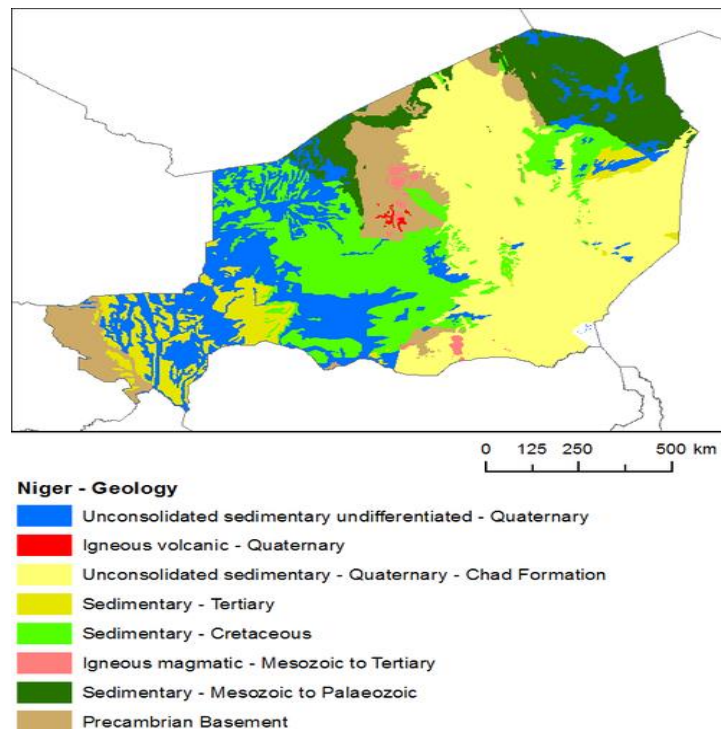 0 125 250 500 km
Niger - Geology
Unconsolidated sedimentary undifferentiated - Quaternary
Igneous volcanic - Quaternary
Unconsolidated sedimentary - Quaternary - Chad Formation
Sedimentary - Tertiary
Sedimentary - Cretaceous
Igneous magmatic - Mesozoic to Tertiary
Sedimentary - Mesozoic to Palaeozoic
Precambrian Basement